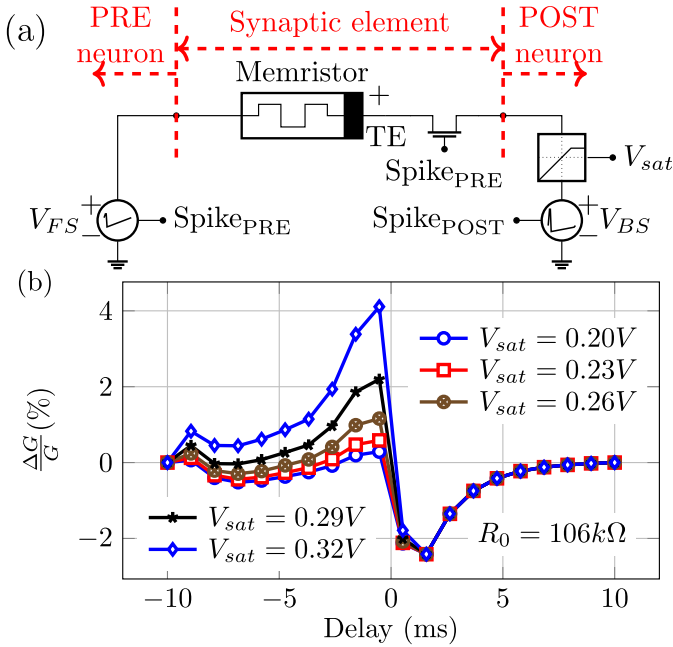 (a)
PRE
neuron
Synaptic element
POST
neuron
Memristor
+
TE
Spike_PRE
V_sat
+
V_FS
−
Spike_PRE
Spike_POST
+
V_BS
−
(b)
ΔG/G (%)
4
2
0
−2
V_sat = 0.20V
V_sat = 0.23V
V_sat = 0.26V
V_sat = 0.29V
V_sat = 0.32V
R_0 = 106kΩ
−10 −5 0 5 10
Delay (ms)